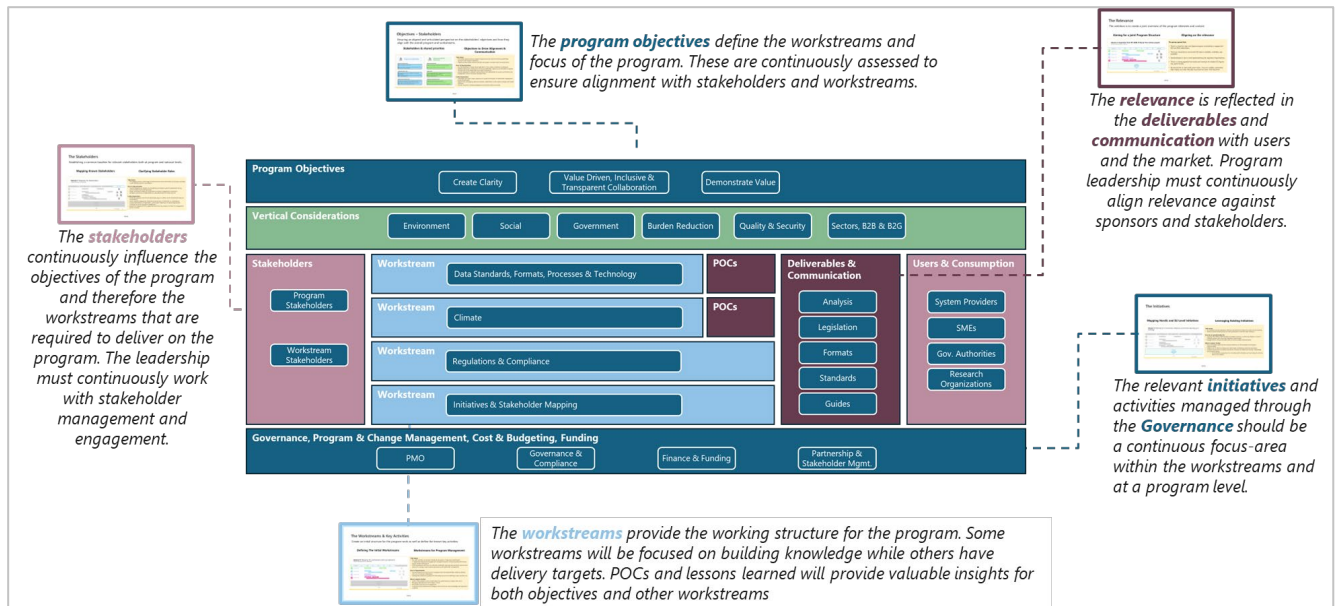 Objectives – Stakeholders
The program objectives define the workstreams and
focus of the program. These are continuously assessed to
ensure alignment with stakeholders and workstreams.
The Relevance
The relevance is reflected in
the deliverables and
communication with users
and the market. Program
leadership must continuously
align relevance against
sponsors and stakeholders.
The Stakeholders
The stakeholders
continuously influence the
objectives of the program
and therefore the
workstreams that are
required to deliver on the
program. The leadership
must continuously work
with stakeholder
management and
engagement.
Program Objectives
Create Clarity
Value Driven, Inclusive &
Transparent Collaboration
Demonstrate Value
Vertical Considerations
Environment
Social
Government
Burden Reduction
Quality & Security
Sectors, B2B & B2G
Stakeholders
Program
Stakeholders
Workstream
Stakeholders
Workstream
Data Standards, Formats, Processes & Technology
POCs
Workstream
Climate
POCs
Workstream
Regulations & Compliance
Workstream
Initiatives & Stakeholder Mapping
Deliverables &
Communication
Analysis
Legislation
Formats
Standards
Guides
Users & Consumption
System Providers
SMEs
Gov. Authorities
Research
Organizations
Governance, Program & Change Management, Cost & Budgeting, Funding
PMO
Governance &
Compliance
Finance & Funding
Partnership &
Stakeholder Mgmt.
The Initiatives
The relevant initiatives and
activities managed through
the Governance should be
a continuous focus-area
within the workstreams and
at a program level.
The Workstreams & Key Activities
The workstreams provide the working structure for the program. Some
workstreams will be focused on building knowledge while others have
delivery targets. POCs and lessons learned will provide valuable insights for
both objectives and other workstreams